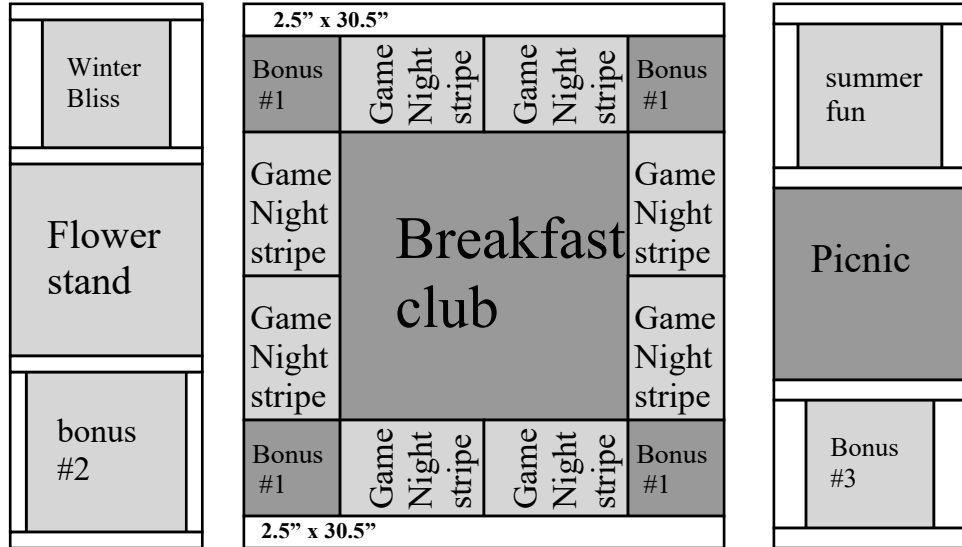 Winter
Bliss
Flower
stand
bonus
#2
2.5” x 30.5”
Bonus
#1
Game
Night
stripe
Game
Night
stripe
Bonus
#1
Game
Night
stripe
Game
Night
stripe
Breakfast
club
Game
Night
stripe
Game
Night
stripe
Bonus
#1
Game
Night
stripe
Game
Night
stripe
Bonus
#1
2.5” x 30.5”
summer
fun
Picnic
Bonus
#3